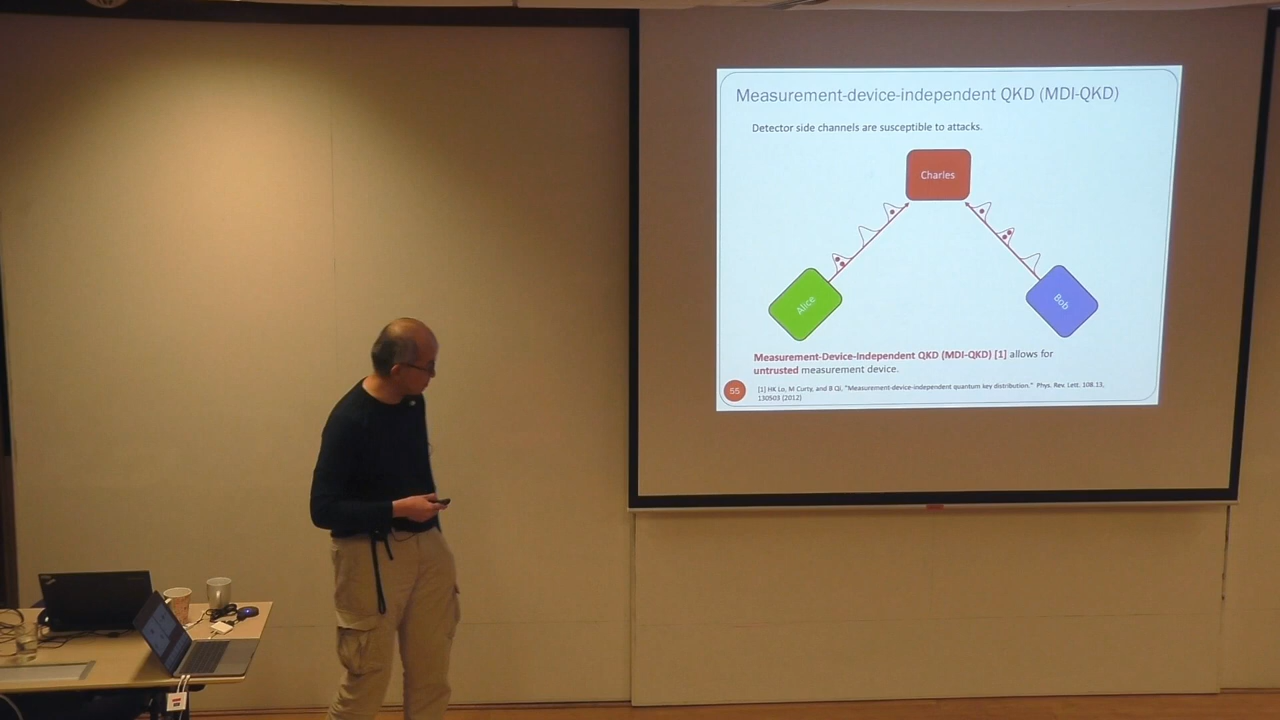 Measurement-device-independent QKD (MDI-QKD)
Detector side channels are susceptible to attacks.
Charles
Alice
Bob
Measurement-Device-Independent QKD (MDI-QKD) [1] allows for
untrusted measurement device.
55
[1] HK Lo, M Curty, and B Qi, "Measurement-device-independent quantum key distribution." Phys. Rev. Lett, 108.13,
130503 (2012)